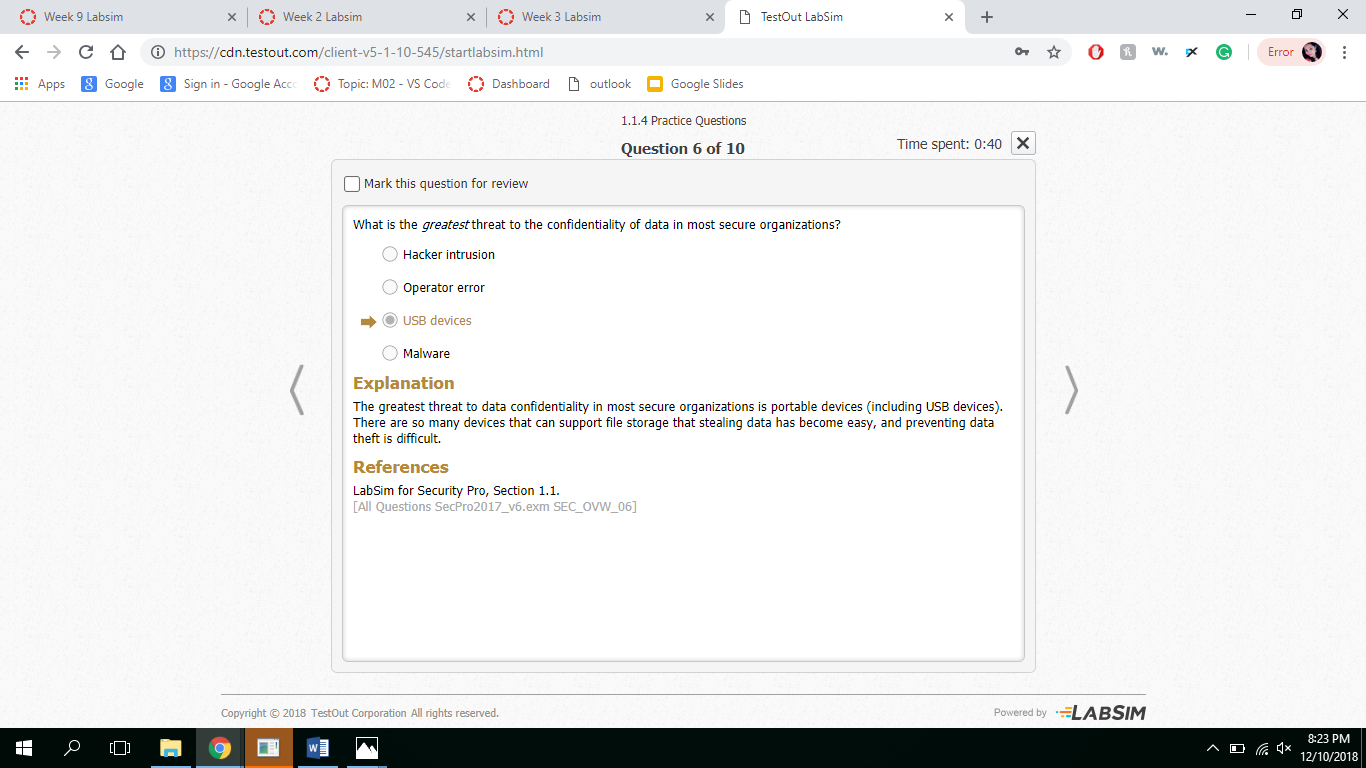 Week 9 Labsim
Week 2 Labsim
Week 3 Labsim
TestOut LabSim
https://cdn.testout.com/client-v5-1-10-545/startlabsim.html
Error
Apps
Google
Sign in - Google Acco
Topic: M02 - VS Code
Dashboard
outlook
Google Slides
1.1.4 Practice Questions
Question 6 of 10
Time spent: 0:40
Mark this question for review
What is the greatest threat to the confidentiality of data in most secure organizations?
Hacker intrusion
Operator error
USB devices
Malware
Explanation
The greatest threat to data confidentiality in most secure organizations is portable devices (including USB devices).
There are so many devices that can support file storage that stealing data has become easy, and preventing data
theft is difficult.
References
LabSim for Security Pro, Section 1.1.
[All Questions SecPro2017_v6.exm SEC_OVW_06]
Copyright © 2018 TestOut Corporation All rights reserved.
Powered by LABSIM
8:23 PM
12/10/2018